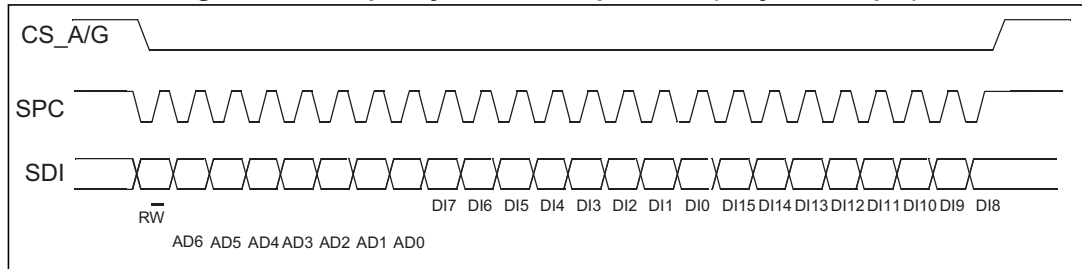 CS_A/G
SPC
SDI
RW
DI7 DI6 DI5 DI4 DI3 DI2 DI1 DI0 DI15 DI14 DI13 DI12 DI11 DI10 DI9 DI8
AD6 AD5 AD4 AD3 AD2 AD1 AD0